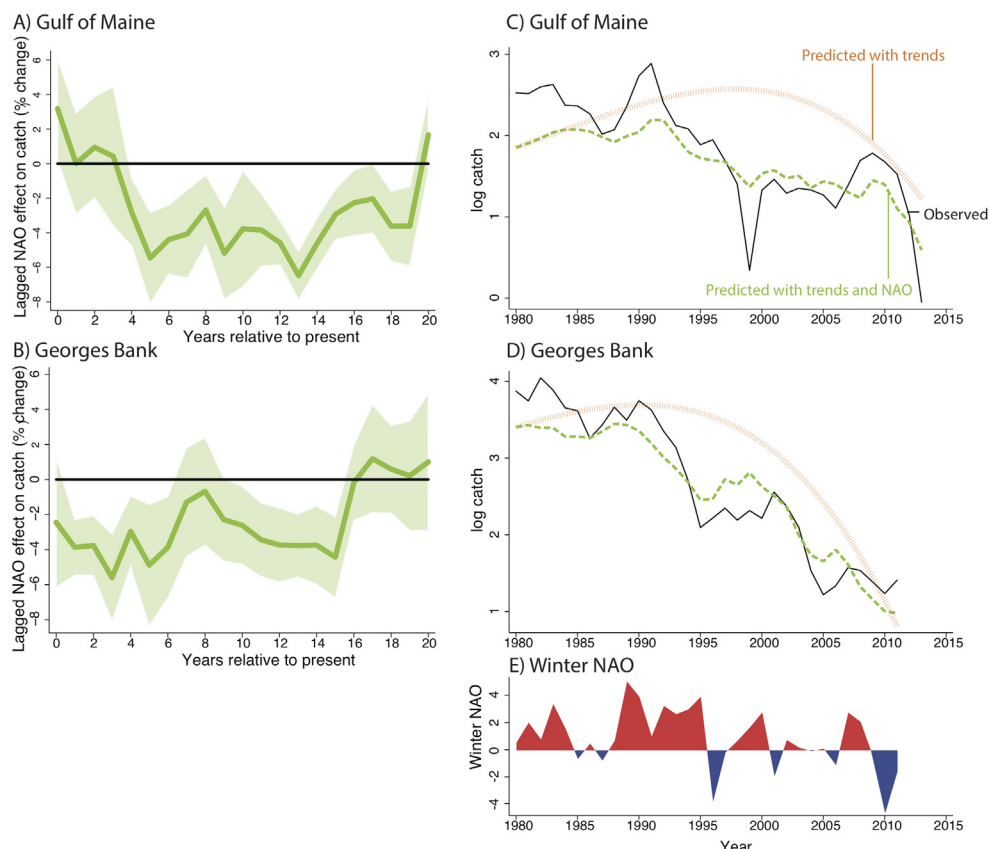 A) Gulf of Maine
Lagged NAO effect on catch (% change)
6
4
2
0
-2
-4
-6
-8
0 2 4 6 8 10 12 14 16 18 20
Years relative to present
B) Georges Bank
Lagged NAO effect on catch (% change)
6
4
2
0
-2
-4
-6
-8
0 2 4 6 8 10 12 14 16 18 20
Years relative to present
C) Gulf of Maine
log catch
3
2
1
0
Predicted with trends
Observed
Predicted with trends and NAO
1980 1985 1990 1995 2000 2005 2010 2015
D) Georges Bank
log catch
4
3
2
1
1980 1985 1990 1995 2000 2005 2010 2015
E) Winter NAO
Winter NAO
4
2
0
-2
-4
1980 1985 1990 1995 2000 2005 2010 2015
Year